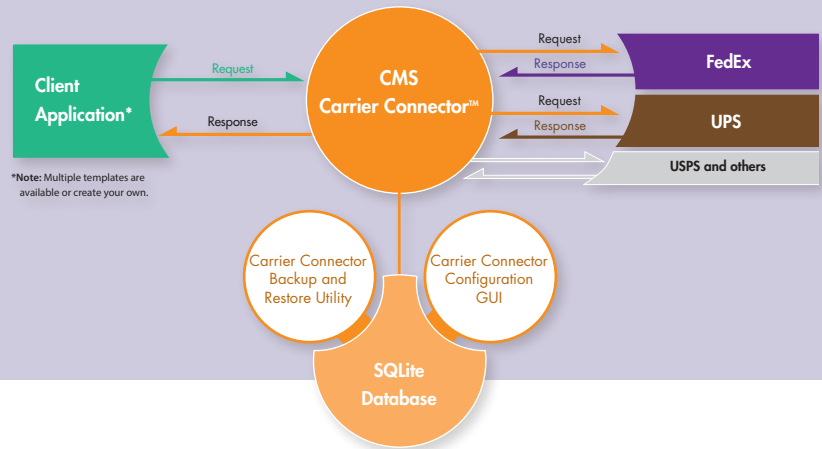 Client
Application*
*Note: Multiple templates are
available or create your own.
Request
Response
CMS
Carrier Connector™
Request
Response
Request
Response
FedEx
UPS
USPS and others
Carrier Connector
Backup and
Restore Utility
Carrier Connector
Configuration
GUI
SQLite
Database